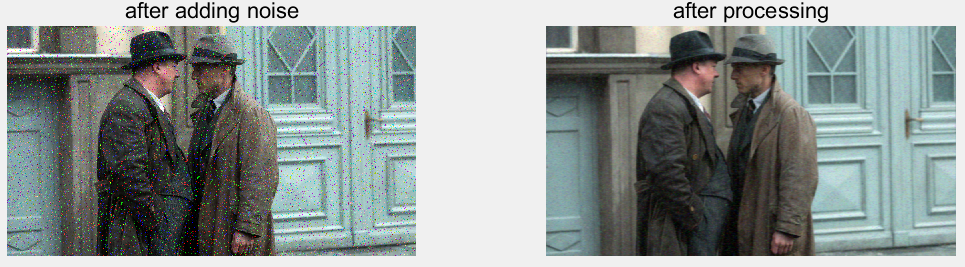 after adding noise
after processing